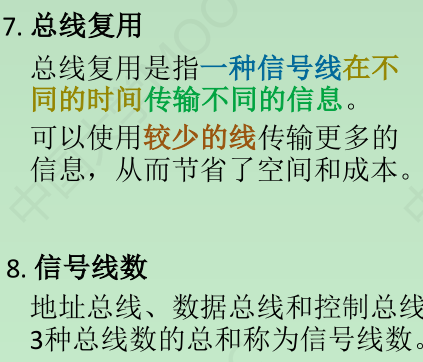 7. 总线复用
总线复用是指一种信号线在不
同的时间传输不同的信息。
可以使用较少的线传输更多的
信息，从而节省了空间和成本。
8. 信号线数
地址总线、数据总线和控制总线
3种总线数的总和称为信号线数。